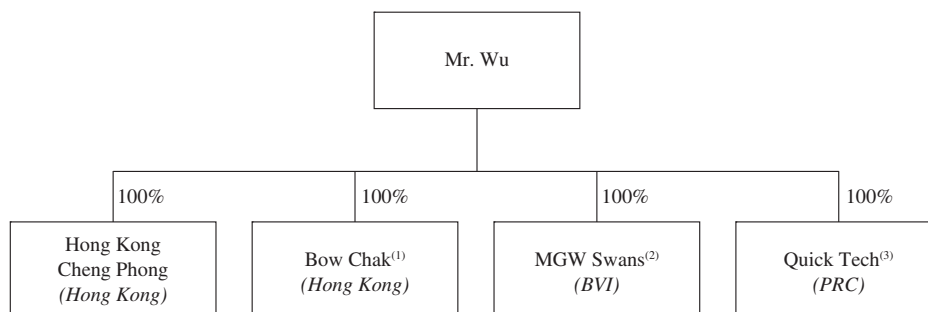 Mr. Wu
100%
100%
100%
100%
Hong Kong
Cheng Phong
(Hong Kong)
Bow Chak(1)
(Hong Kong)
MGW Swans(2)
(BVI)
Quick Tech(3)
(PRC)